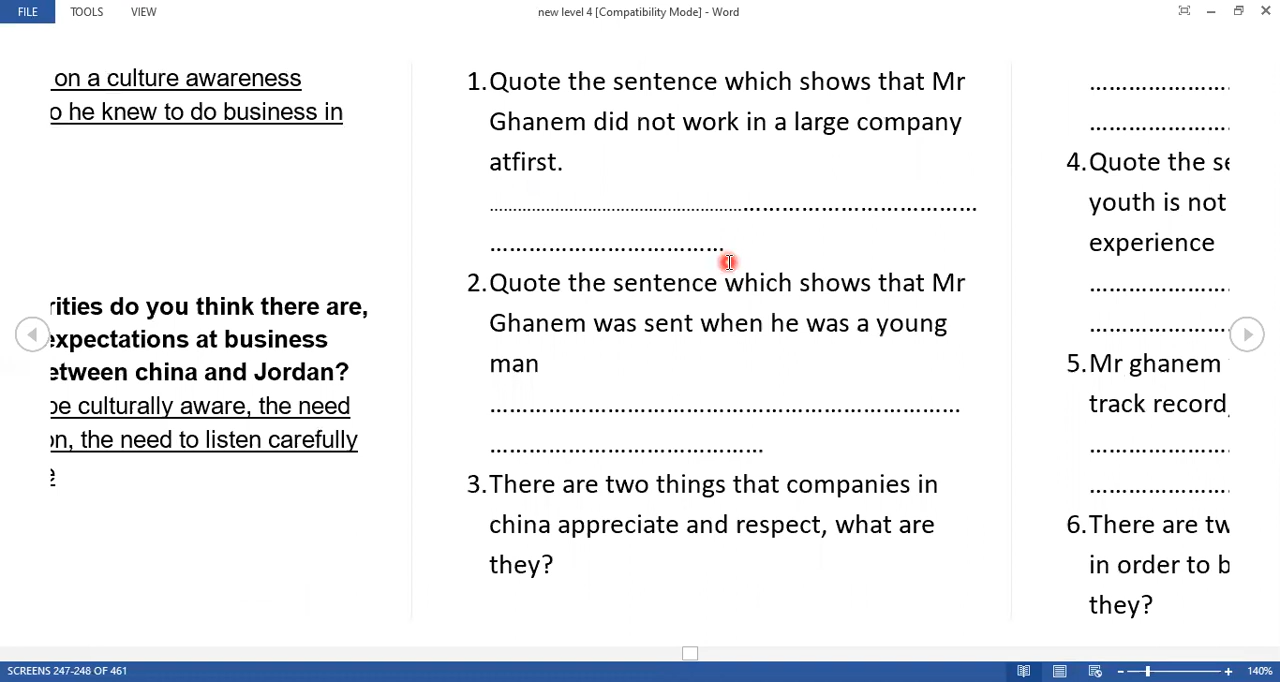 FILE TOOLS VIEW
new level 4 [Compatibility Mode] - Word
on a culture awareness
o he knew to do business in
rities do you think there are,
expectations at business
etween china and Jordan?
be culturally aware, the need
on, the need to listen carefully
e
1. Quote the sentence which shows that Mr
Ghanem did not work in a large company
atfirst.
................................................................................
....................................
2. Quote the sentence which shows that Mr
Ghanem was sent when he was a young
man
........................................................................
..........................................
3. There are two things that companies in
china appreciate and respect, what are
they?
......................
......................
4. Quote the se
youth is not
experience
......................
......................
5. Mr ghanem
track record,
......................
......................
6. There are tw
in order to b
they?
SCREENS 247-248 OF 461
140%